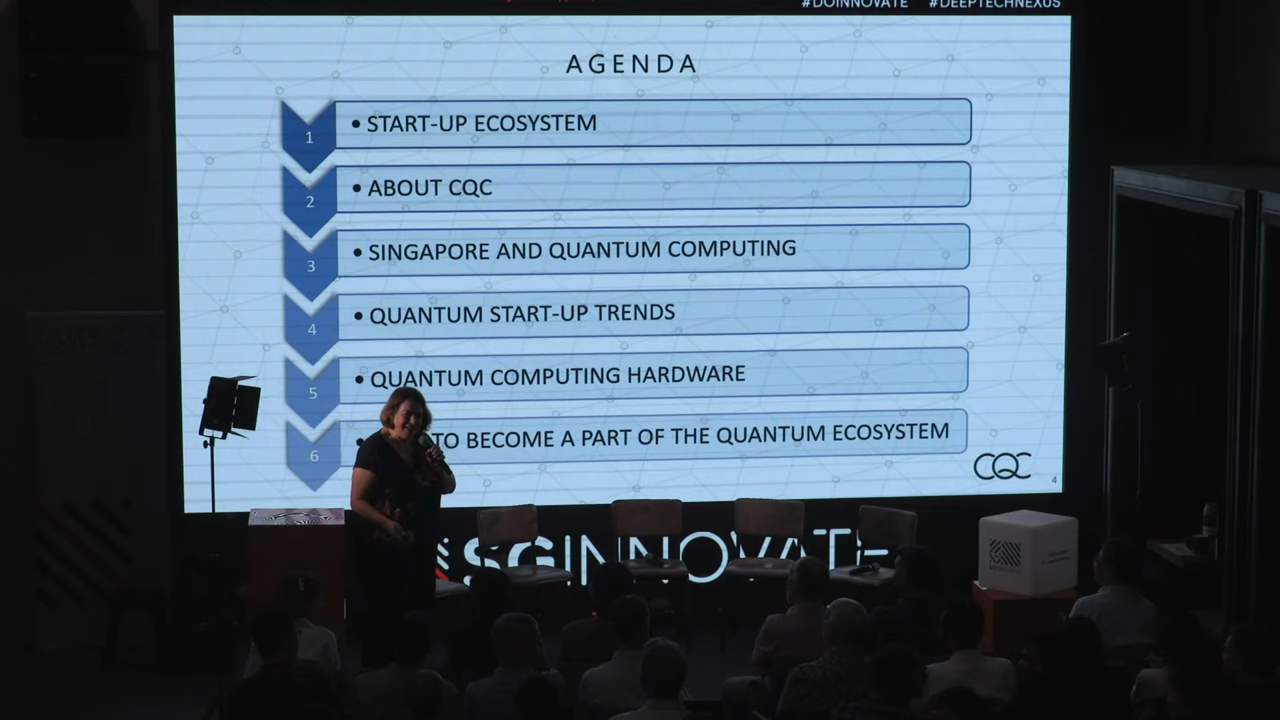 #DOINNOVATE #DEEPTECHNEXUS
AGENDA
1 • START-UP ECOSYSTEM
2 • ABOUT CQC
3 • SINGAPORE AND QUANTUM COMPUTING
4 • QUANTUM START-UP TRENDS
5 • QUANTUM COMPUTING HARDWARE
6 • TO BECOME A PART OF THE QUANTUM ECOSYSTEM
CQC
4
SGINNOVATE